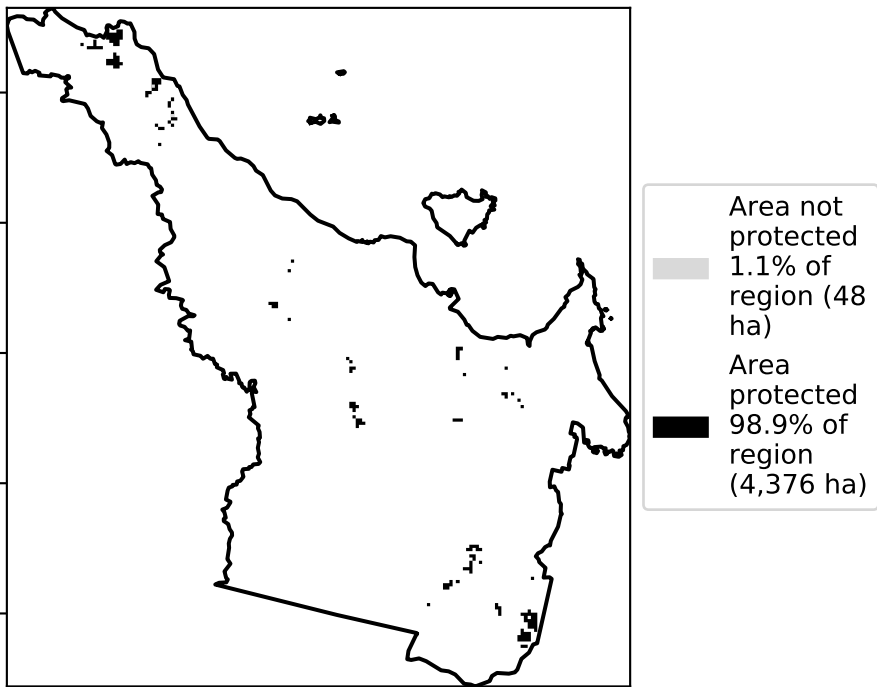 Area not
protected
1.1% of
region (48
ha)
Area
protected
98.9% of
region
(4,376 ha)